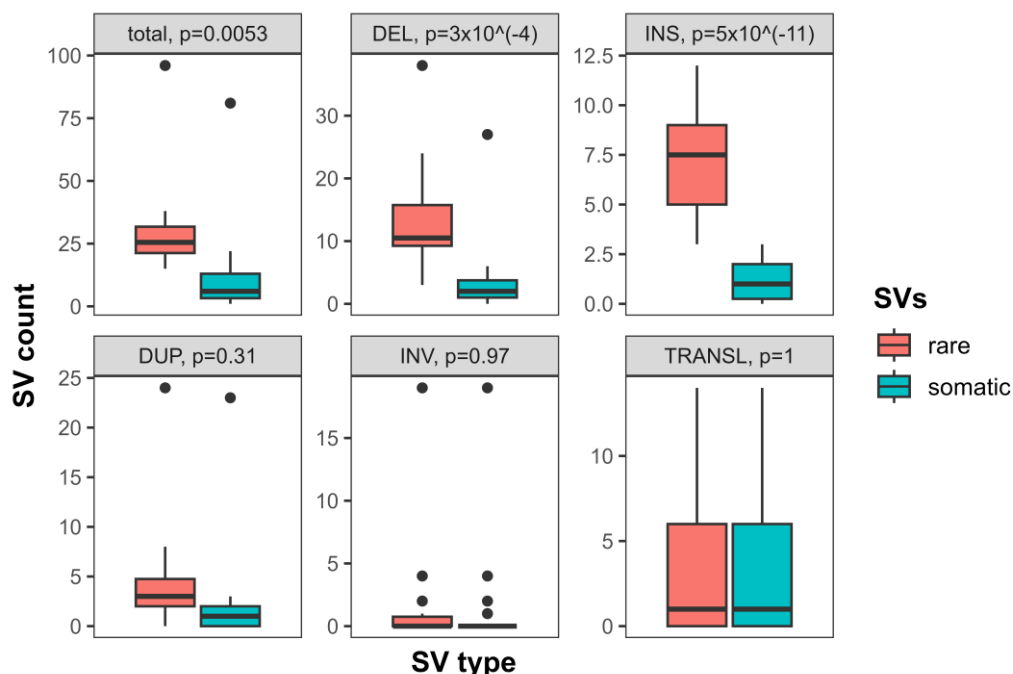 total, p=0.0053
DEL, p=3x10^(-4)
INS, p=5x10^(-11)
100
75
50
25
0
30
20
10
0
12.5
10.0
7.5
5.0
2.5
0.0
SV count
DUP, p=0.31
INV, p=0.97
TRANSL, p=1
25
20
15
10
5
0
15
10
5
0
10
5
0
SV type
SVs
rare
somatic